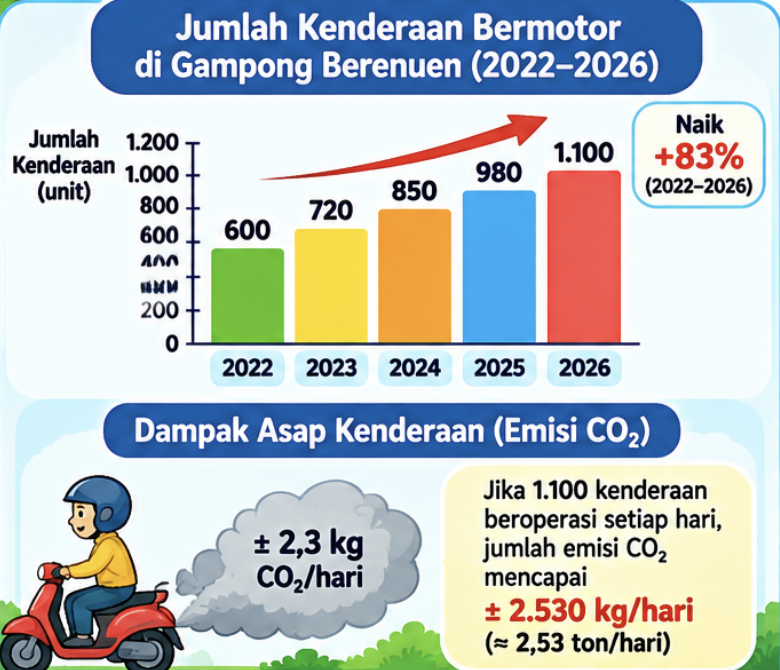 Jumlah Kenderaan Bermotor
di Gampong Berenuen (2022–2026)
Jumlah
Kenderaan
(unit)
1.200
1.000
800
600
400
200
0
600
720
850
980
1.100
2022
2023
2024
2025
2026
Naik
+83%
(2022–2026)
Dampak Asap Kenderaan (Emisi CO₂)
± 2,3 kg
CO₂/hari
Jika 1.100 kenderaan
beroperasi setiap hari,
jumlah emisi CO₂
mencapai
± 2.530 kg/hari
(≈ 2,53 ton/hari)